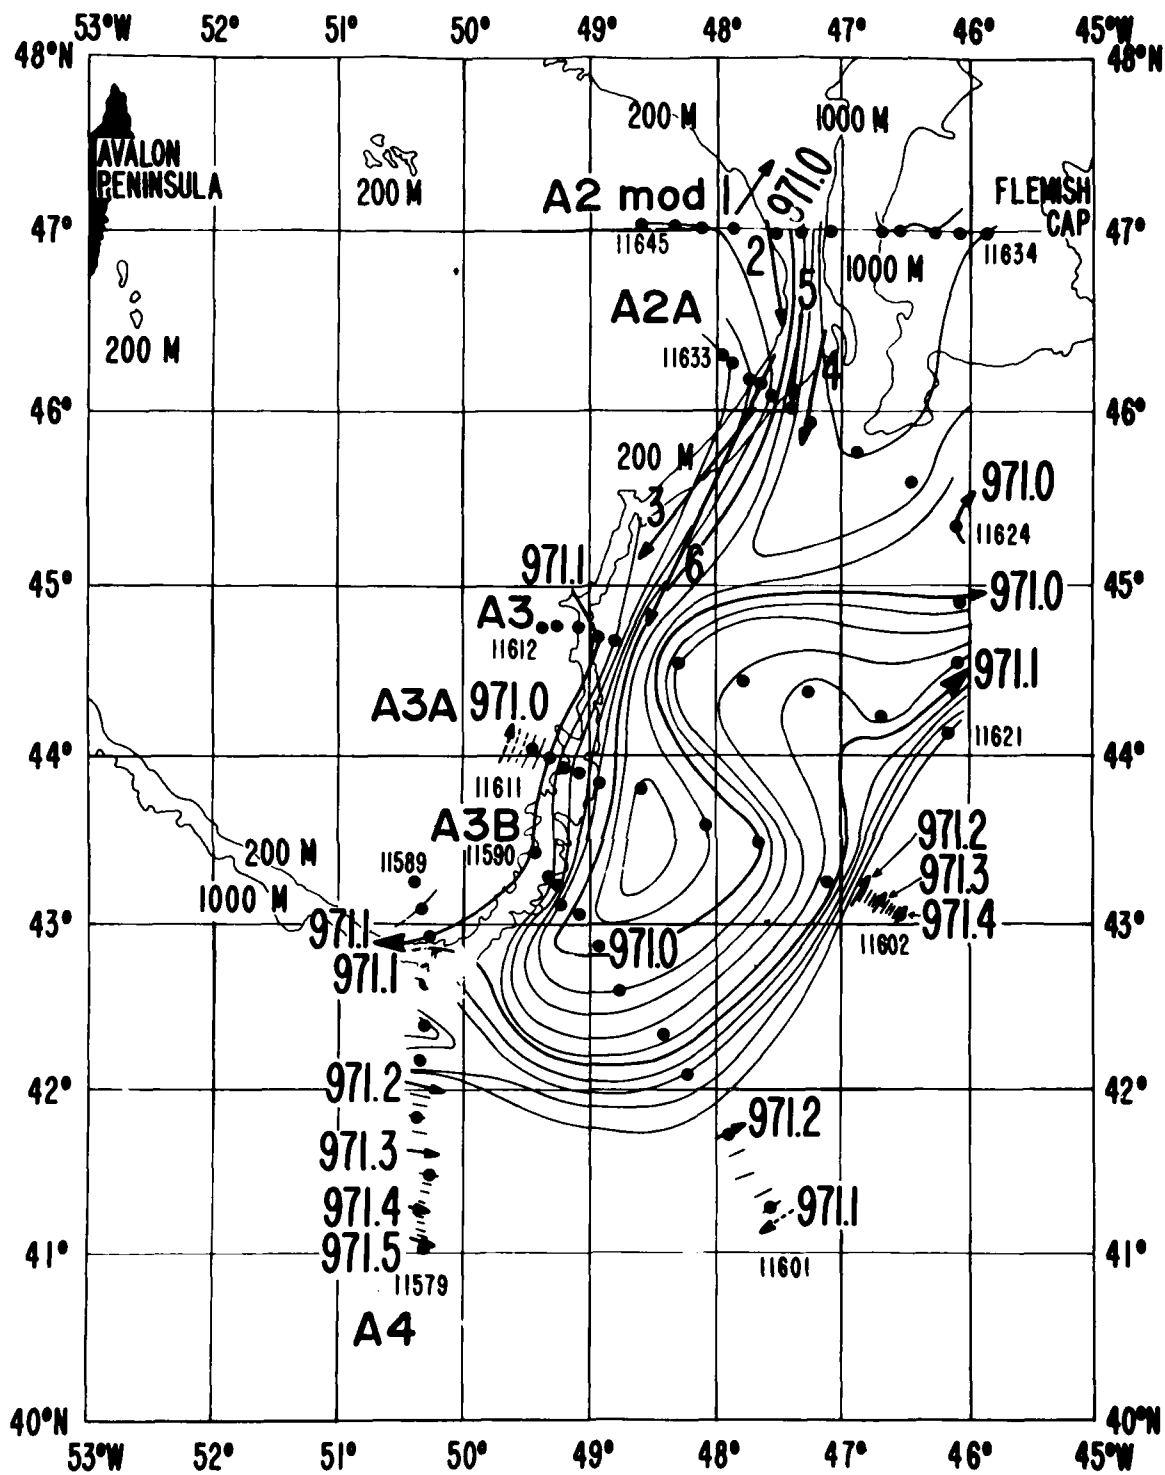 53°W 52° 51° 50° 49° 48° 47° 46° 45°W
48°N 48°N
200 M 1000 M
AVALON
PENINSULA
200 M
A2 mod 1 971.0 FLEMISH
CAP
47° 47°
11645 2 1000 M 11634
5
A2A
200 M
11633 4
46° 46°
200 M
3 971.0
11624
971.1 6
45° 45°
971.0
A3
11612
971.1
A3A 971.0
11621
44° 44°
11611
A3B
11590
971.2
200 M 11589
971.3
1000 M
43° 971.4 43°
971.1 971.0 11602
971.1
42° 971.2 42°
971.2
971.3
971.4 971.1
41° 971.5 41°
11579 11601
A4
40°N 40°N
53°W 52° 51° 50° 49° 48° 47° 46° 45°W